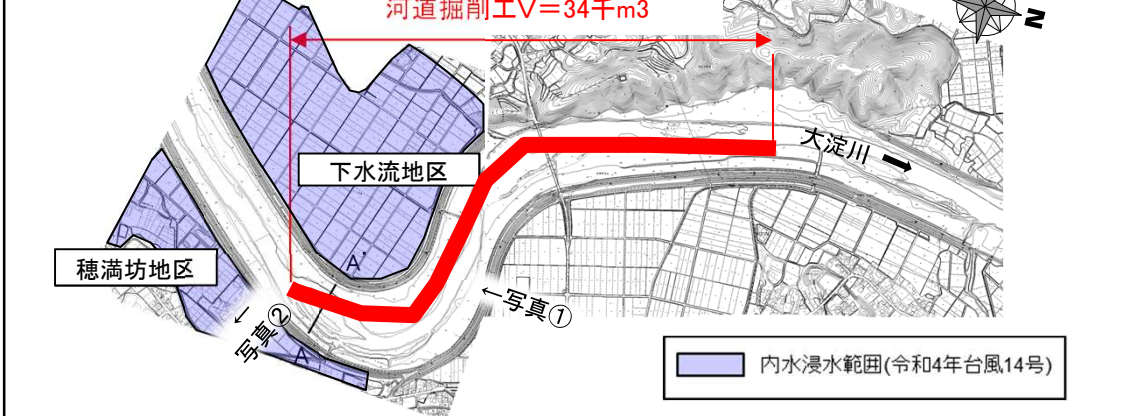 河道掘削工V=34千m3
N
大淀川
下水流地区
穂満坊地区
A'
←写真①
←写真②
A
内水浸水範囲(令和4年台風14号)